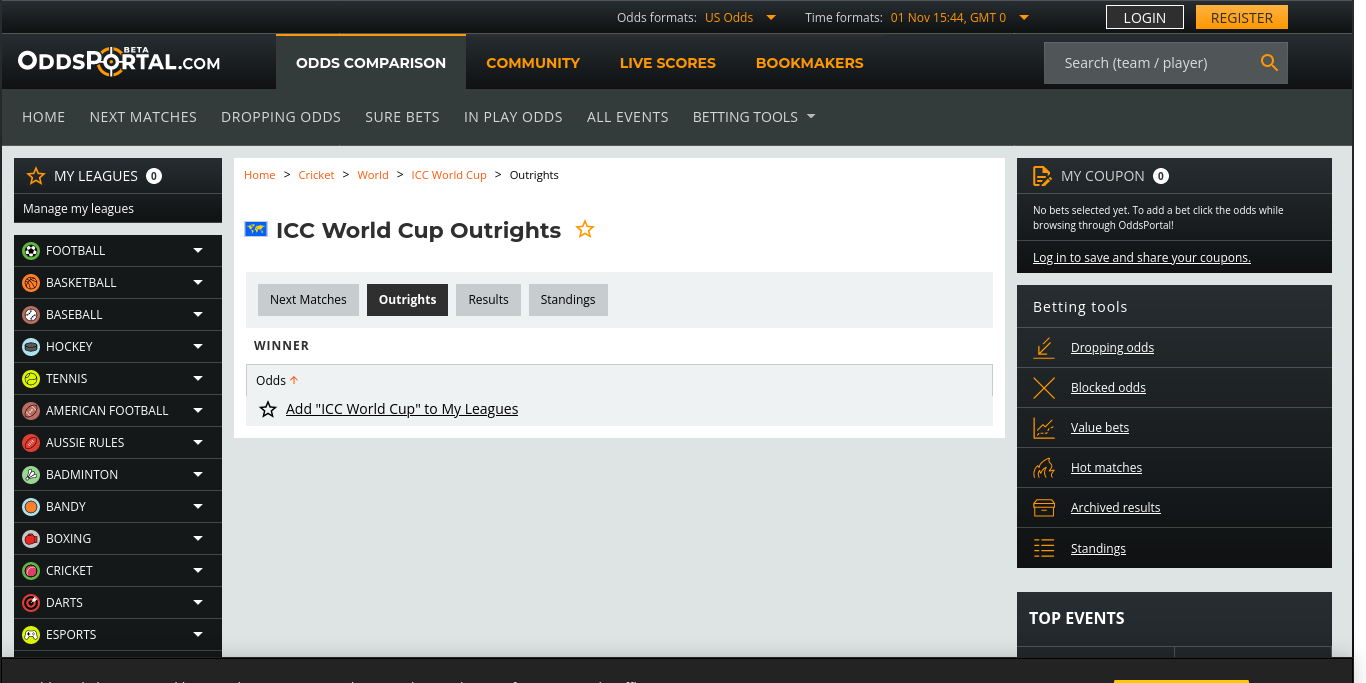 Odds formats: US Odds Time formats: 01 Nov 15:44, GMT 0 LOGIN REGISTER
ODDSPORTAL.COM BETA ODDS COMPARISON COMMUNITY LIVE SCORES BOOKMAKERS Search (team / player)
HOME NEXT MATCHES DROPPING ODDS SURE BETS IN PLAY ODDS ALL EVENTS BETTING TOOLS
MY LEAGUES 0
Manage my leagues
FOOTBALL
BASKETBALL
BASEBALL
HOCKEY
TENNIS
AMERICAN FOOTBALL
AUSSIE RULES
BADMINTON
BANDY
BOXING
CRICKET
DARTS
ESPORTS
Home > Cricket > World > ICC World Cup > Outrights
ICC World Cup Outrights
Next Matches Outrights Results Standings
WINNER
Odds
Add "ICC World Cup" to My Leagues
MY COUPON 0
No bets selected yet. To add a bet click the odds while
browsing through OddsPortal!
Log in to save and share your coupons.
Betting tools
Dropping odds
Blocked odds
Value bets
Hot matches
Archived results
Standings
TOP EVENTS